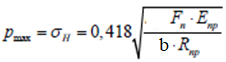 p_max = σ_H = 0,418 √(F_n · E_пр / b · R_пр)